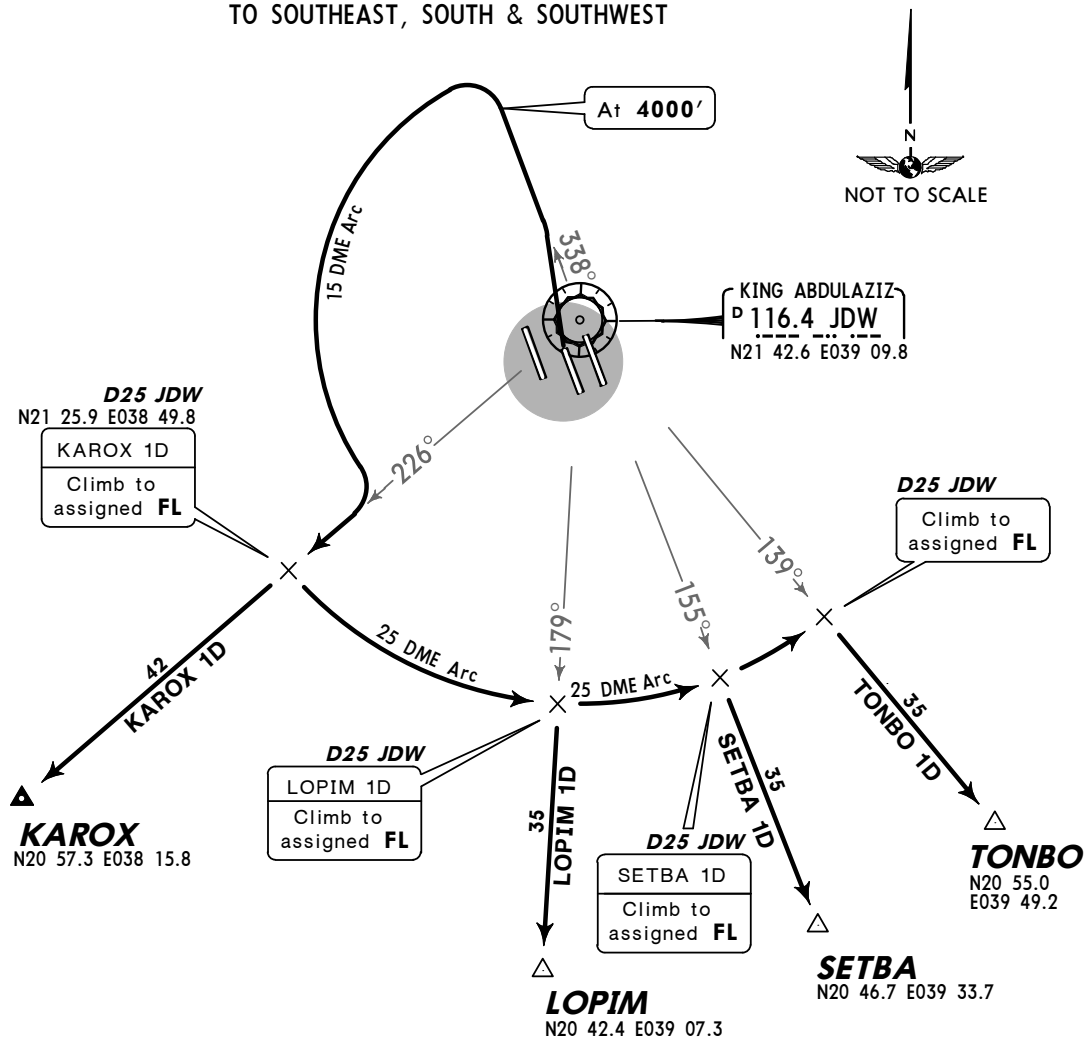 TO SOUTHEAST, SOUTH & SOUTHWEST
At 4000'
N
NOT TO SCALE
15 DME Arc
338°
KING ABDULAZIZ
D 116.4 JDW
N21 42.6 E039 09.8
D25 JDW
N21 25.9 E038 49.8
KAROX 1D
Climb to
assigned FL
226°
D25 JDW
Climb to
assigned FL
139°
155°
179°
25 DME Arc
25 DME Arc
42
KAROX 1D
D25 JDW
LOPIM 1D
Climb to
assigned FL
35
LOPIM 1D
35
SETBA 1D
35
TONBO 1D
D25 JDW
SETBA 1D
Climb to
assigned FL
KAROX
N20 57.3 E038 15.8
TONBO
N20 55.0
E039 49.2
SETBA
N20 46.7 E039 33.7
LOPIM
N20 42.4 E039 07.3